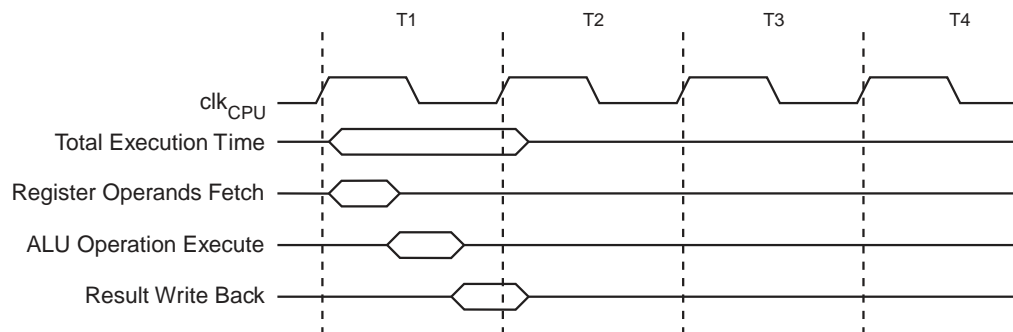 T1 T2 T3 T4
clkCPU
Total Execution Time
Register Operands Fetch
ALU Operation Execute
Result Write Back